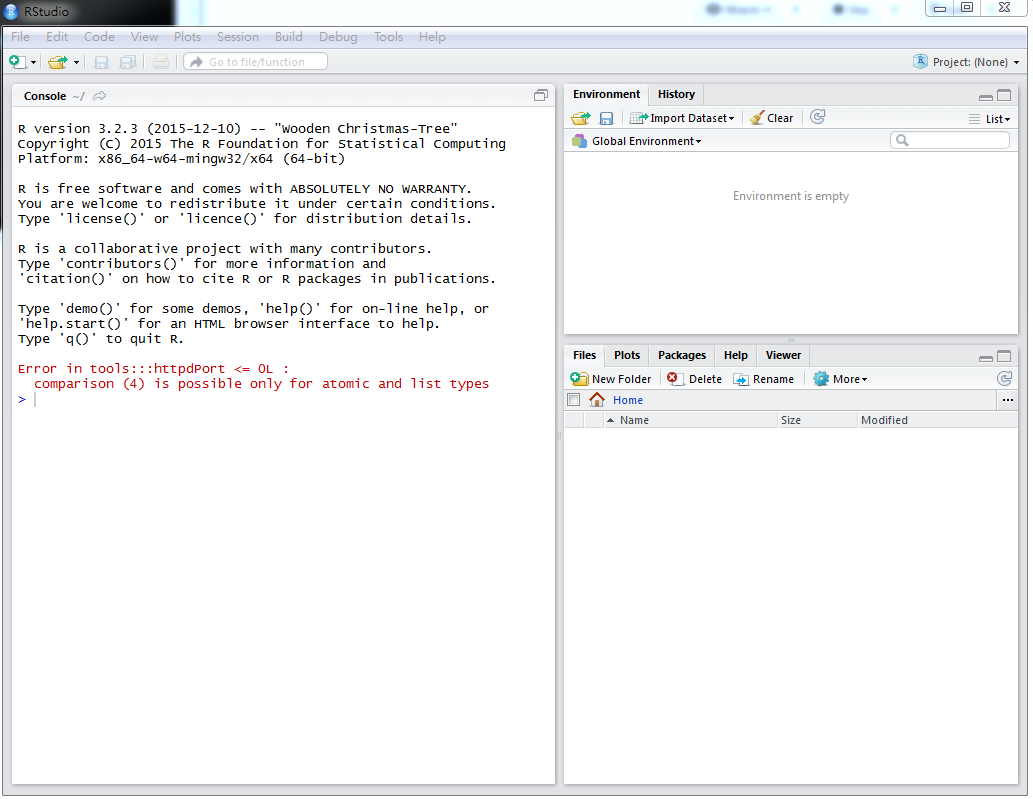 RStudio
File Edit Code View Plots Session Build Debug Tools Help
Go to file/function
Project: (None)
Console ~/
R version 3.2.3 (2015-12-10) -- "Wooden Christmas-Tree"
Copyright (C) 2015 The R Foundation for Statistical Computing
Platform: x86_64-w64-mingw32/x64 (64-bit)
R is free software and comes with ABSOLUTELY NO WARRANTY.
You are welcome to redistribute it under certain conditions.
Type 'license()' or 'licence()' for distribution details.
R is a collaborative project with many contributors.
Type 'contributors()' for more information and
'citation()' on how to cite R or R packages in publications.
Type 'demo()' for some demos, 'help()' for on-line help, or
'help.start()' for an HTML browser interface to help.
Type 'q()' to quit R.
Error in tools:::httpdPort <= 0L :
comparison (4) is possible only for atomic and list types
>
Environment History
Import Dataset Clear List
Global Environment
Environment is empty
Files Plots Packages Help Viewer
New Folder Delete Rename More
Home ...
Name Size Modified